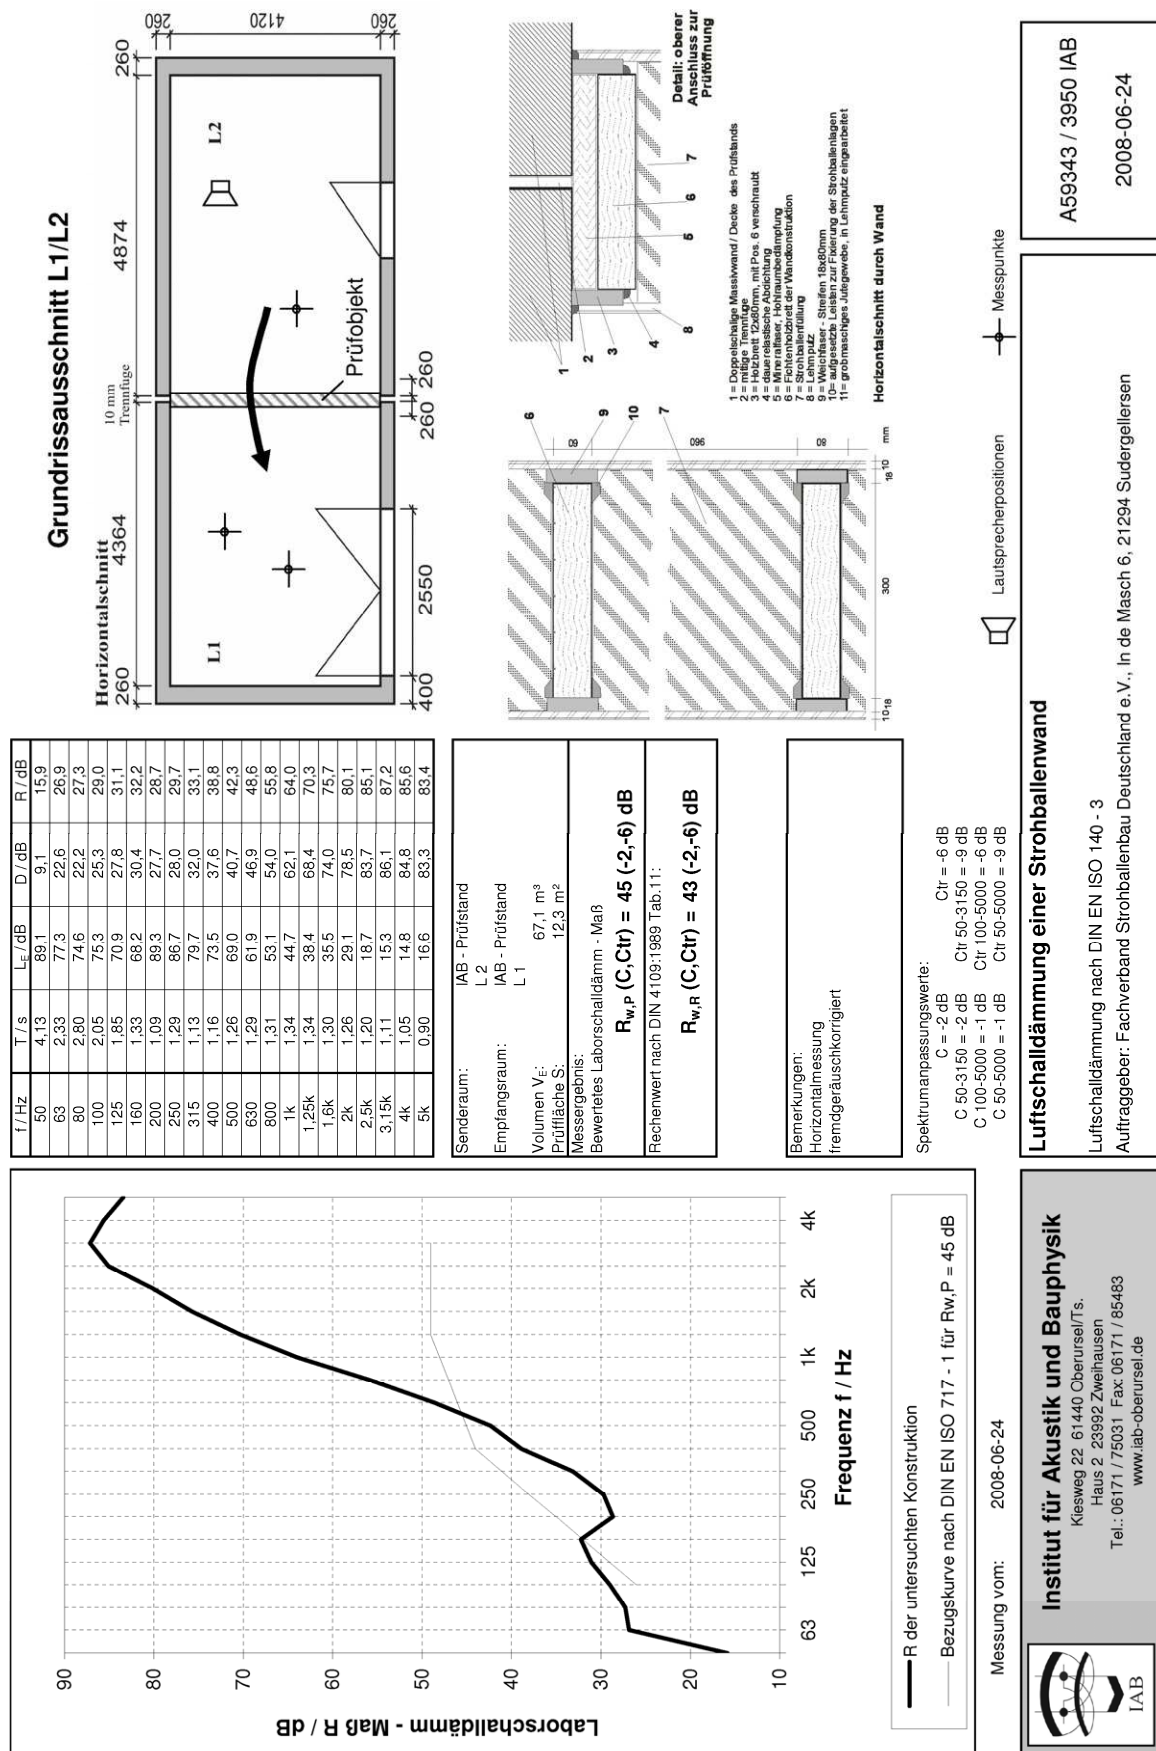 90
80
70
60
50
40
30
20
10
Laborschalldämm - Maß R / dB
63
125
250
500
1k
2k
4k
Frequenz f / Hz
R der untersuchten Konstruktion
Bezugskurve nach DIN EN ISO 717 - 1 für Rw,P = 45 dB
Messung vom: 2008-06-24
f / Hz T / s LE / dB D / dB R / dB
50 4,13 89,1 9,1 15,9
63 2,33 77,3 22,6 26,9
80 2,80 74,6 22,2 27,3
100 2,05 75,3 25,3 29,0
125 1,85 70,9 27,8 31,1
160 1,33 68,2 30,4 32,2
200 1,09 89,3 27,7 28,7
250 1,29 86,7 28,0 29,7
315 1,13 79,7 32,0 33,1
400 1,16 73,5 37,6 38,8
500 1,26 69,0 40,7 42,3
630 1,29 61,9 46,9 48,6
800 1,31 53,1 54,0 55,8
1k 1,34 44,7 62,1 64,0
1,25k 1,34 38,4 68,4 70,3
1,6k 1,30 35,5 74,0 75,7
2k 1,26 29,1 78,5 80,1
2,5k 1,20 18,7 83,7 85,1
3,15k 1,11 15,3 86,1 87,2
4k 1,05 14,8 84,8 85,6
5k 0,90 16,6 83,3 83,4
Senderaum: IAB - Prüfstand
L 2
Empfangsraum: IAB - Prüfstand
L 1
Volumen VE: 67,1 m³
Prüffläche S: 12,3 m²
Messergebnis:
Bewertetes Laborschalldämm - Maß
Rw,P (C,Ctr) = 45 (-2,-6) dB
Rechenwert nach DIN 4109:1989 Tab.11:
Rw,R (C,Ctr) = 43 (-2,-6) dB
Bemerkungen:
Horizontalmessung
fremdgeräuschkorrigiert
Spektrumanpassungswerte:
C = -2 dB Ctr = -6 dB
C 50-3150 = -2 dB Ctr 50-3150 = -9 dB
C 100-5000 = -1 dB Ctr 100-5000 = -6 dB
C 50-5000 = -1 dB Ctr 50-5000 = -9 dB
Grundrissausschnitt L1/L2
Horizontalschnitt
260
4364
10 mm
Trennfuge
4874
260
260
4120
260
L1
L2
Prüfobjekt
400
2550
260
260
6
9
10
7
60
960
80
mm
10 18
300
18 10
1
2
3
4
8
5
6
7
Detail: oberer
Anschluss zur
Prüföffnung
1 = Doppelschalige Massivwand / Decke des Prüfstands
2 = mittige Trennfuge
3 = Holzbrett 12x80mm, mit Pos. 6 verschraubt
4 = dauerelastische Abdichtung
5 = Mineralfaser, Hohlraumbedämpfung
6 = Fichtenholzbrett der Wandkonstruktion
7 = Strohballenfüllung
8 = Lehmputz
9 = Weichfaser - Streifen 18x80mm
10= aufgesetzte Leisten zur Fixierung der Strohballenlagen
11= grobmaschiges Jutegewebe, in Lehmputz eingearbeitet
Horizontalschnitt durch Wand
Lautsprecherpositionen
Messpunkte
IAB
Institut für Akustik und Bauphysik
Kiesweg 22 61440 Oberursel/Ts.
Haus 2 23992 Zweihausen
Tel.: 06171 / 75031 Fax: 06171 / 85483
www.iab-oberursel.de
Luftschalldämmung einer Strohballenwand
Luftschalldämmung nach DIN EN ISO 140 - 3
Auftraggeber: Fachverband Strohballenbau Deutschland e.V., In de Masch 6, 21294 Sudergellersen
A59343 / 3950 IAB
2008-06-24